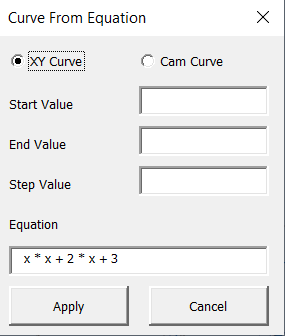 Curve From Equation
XY Curve Cam Curve
Start Value
End Value
Step Value
Equation
x * x + 2 * x + 3
Apply Cancel